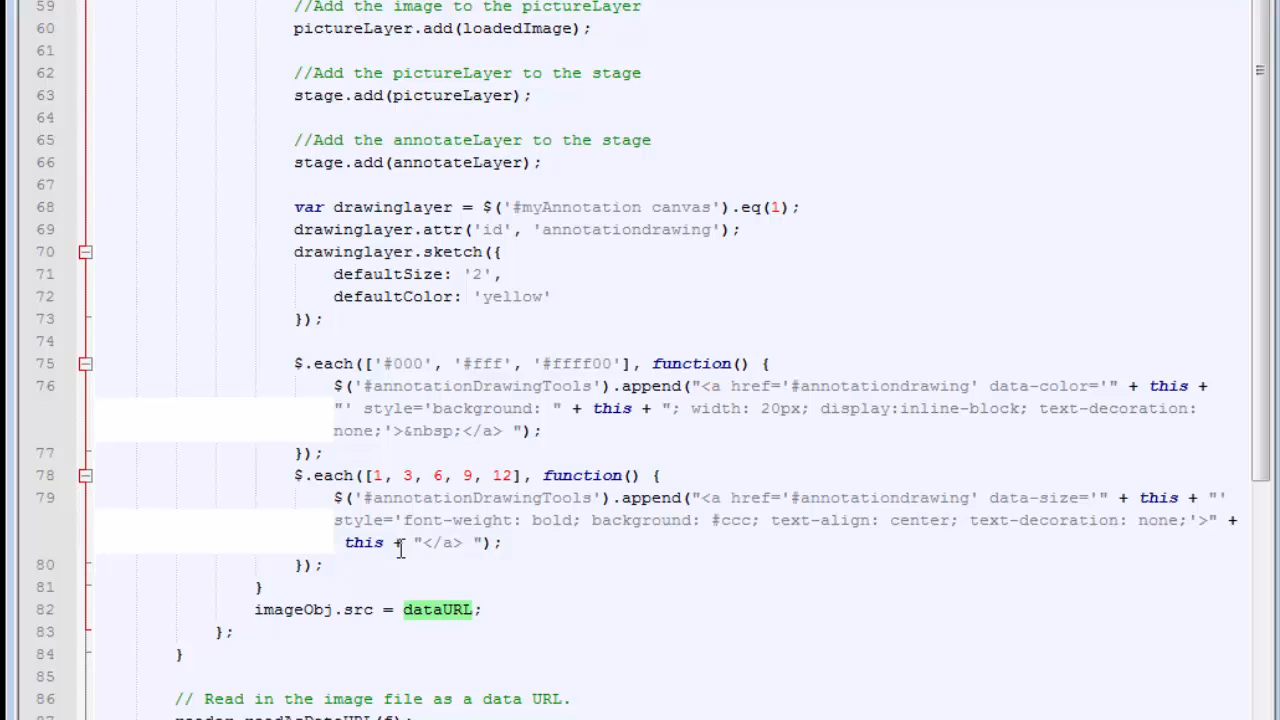 59 //Add the image to the pictureLayer
60 pictureLayer.add(loadedImage);
61
62 //Add the pictureLayer to the stage
63 stage.add(pictureLayer);
64
65 //Add the annotateLayer to the stage
66 stage.add(annotateLayer);
67
68 var drawinglayer = $('#myAnnotation canvas').eq(1);
69 drawinglayer.attr('id', 'annotationdrawing');
70 drawinglayer.sketch({
71 defaultSize: '2',
72 defaultColor: 'yellow'
73 });
74
75 $.each(['#000', '#fff', '#ffff00'], function() {
76 $('#annotationDrawingTools').append("<a href='#annotationdrawing' data-color='" + this +
"' style='background: " + this + "; width: 20px; display:inline-block; text-decoration:
none;'>&nbsp;</a> ");
77 });
78 $.each([1, 3, 6, 9, 12], function() {
79 $('#annotationDrawingTools').append("<a href='#annotationdrawing' data-size='" + this + "'
style='font-weight: bold; background: #ccc; text-align: center; text-decoration: none;'>" +
this + "</a> ");
80 });
81 }
82 imageObj.src = dataURL;
83 };
84 }
85
86 // Read in the image file as a data URL.
87 reader.readAsDataURL(f);